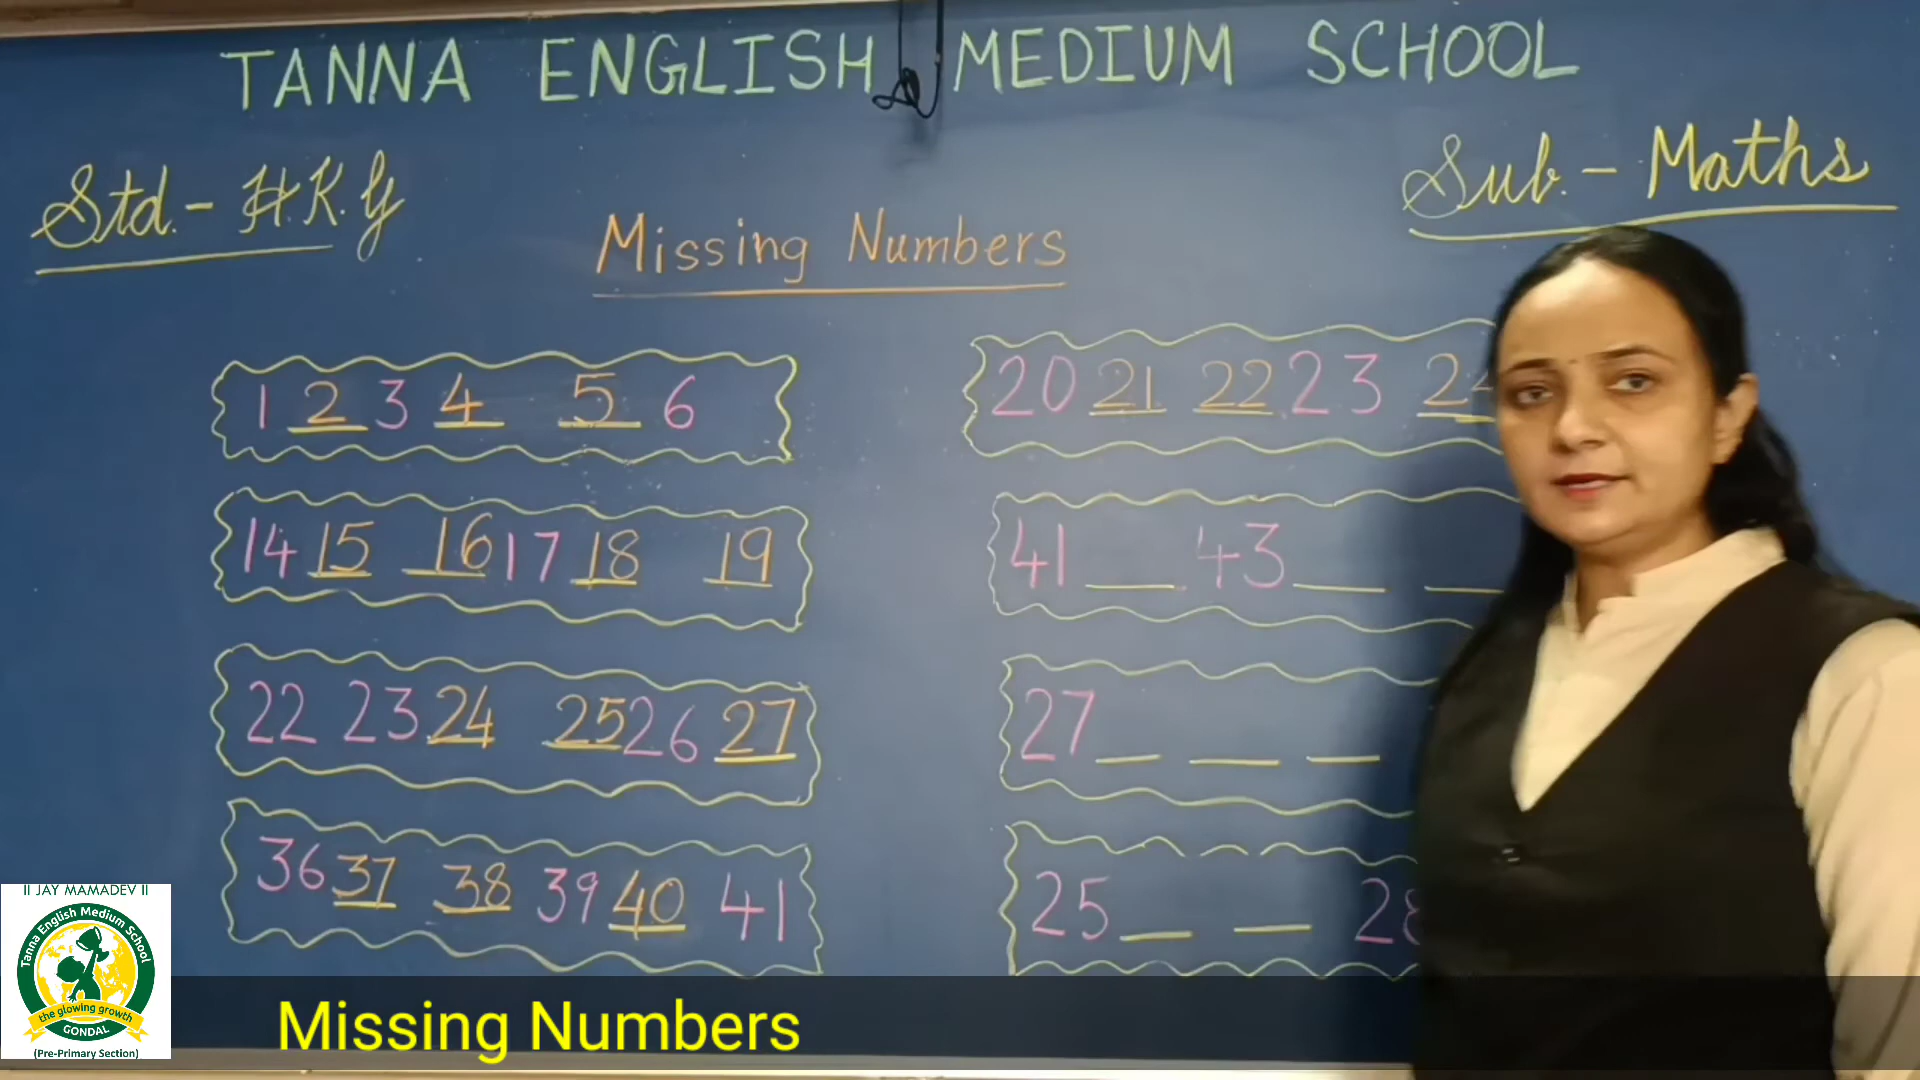 TANNA ENGLISH MEDIUM SCHOOL
Std.- H.K.G
Sub.- Maths
Missing Numbers
1 2 3 4 5 6
14 15 16 17 18 19
22 23 24 25 26 27
36 37 38 39 40 41
20 21 22 23 24
41 __ 43 __ __
27 __ __ __
25 __ __ 28
II JAY MAMADEV II
Tanna English Medium School
the glowing growth
GONDAL
(Pre-Primary Section)
Missing Numbers